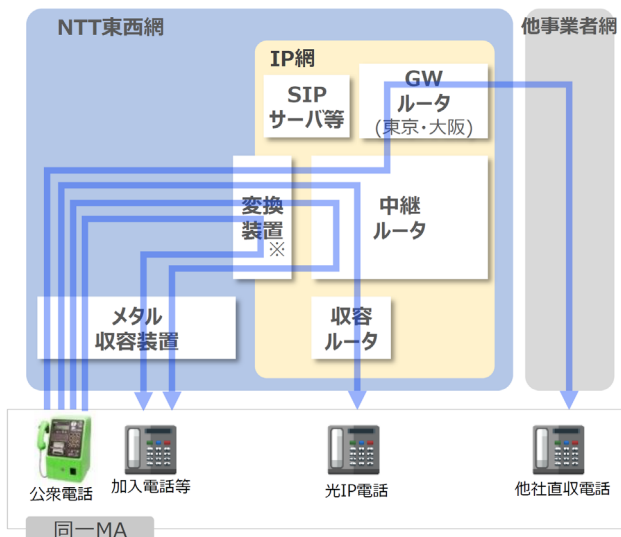 NTT東西網
他事業者網
IP網
SIP
サーバ等
GW
ルータ
(東京・大阪)
変換
装置
※
中継
ルータ
メタル
収容装置
収容
ルータ
公衆電話
加入電話等
光IP電話
他社直収電話
同一MA